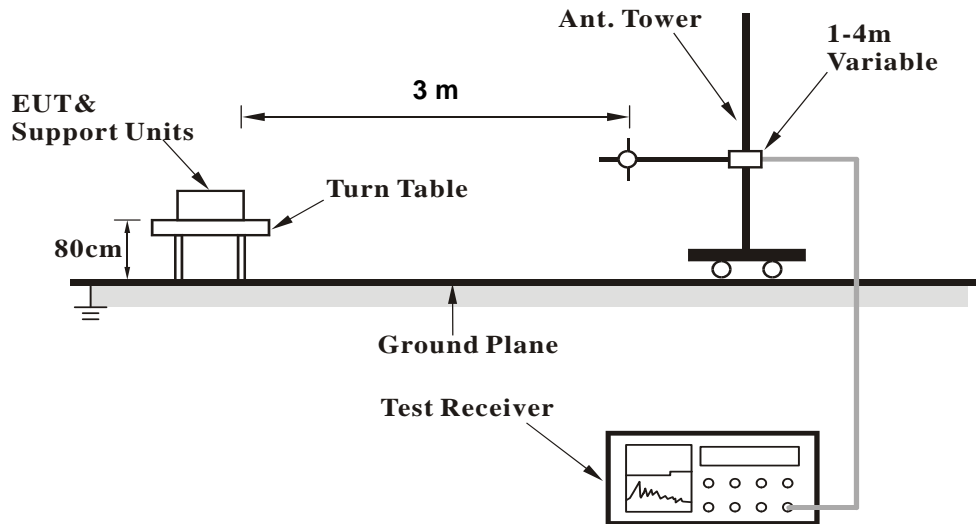 Ant. Tower
1-4m
Variable
3 m
EUT&
Support Units
Turn Table
80cm
Ground Plane
Test Receiver